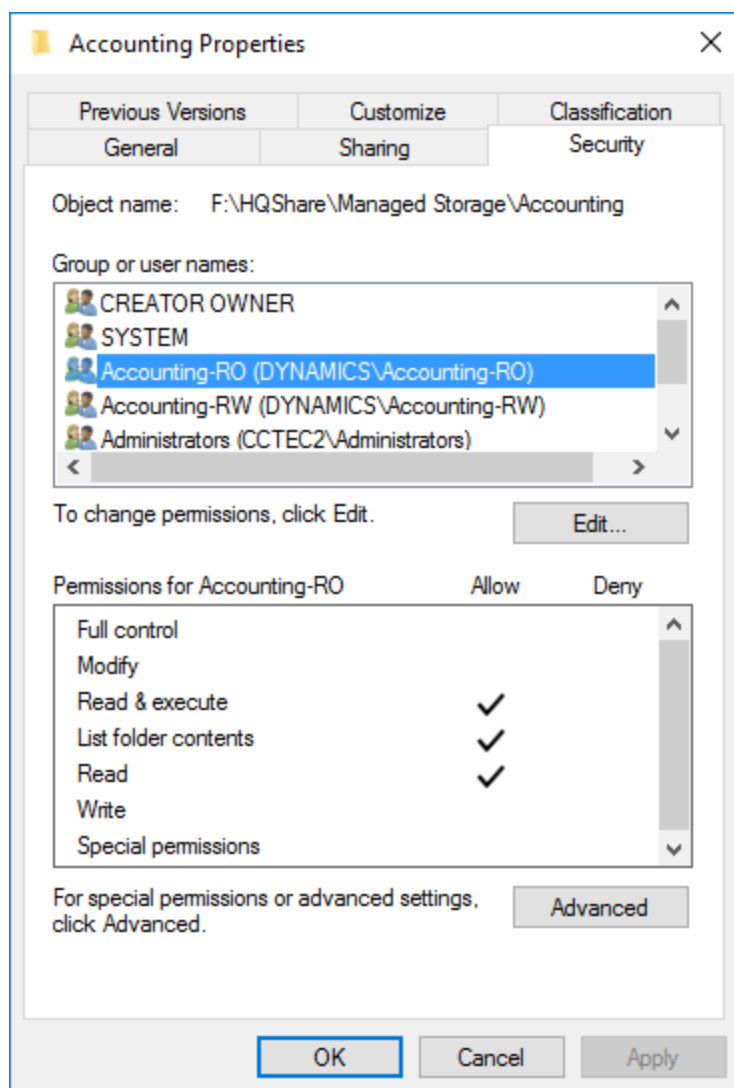 Accounting Properties
Previous Versions Customize Classification
General Sharing Security
Object name: F:\HQShare\Managed Storage\Accounting
Group or user names:
CREATOR OWNER
SYSTEM
Accounting-RO (DYNAMICS\Accounting-RO)
Accounting-RW (DYNAMICS\Accounting-RW)
Administrators (CCTEC2\Administrators)
To change permissions, click Edit.
Edit...
Permissions for Accounting-RO Allow Deny
Full control
Modify
Read & execute
List folder contents
Read
Write
Special permissions
For special permissions or advanced settings,
click Advanced.
Advanced
OK Cancel Apply